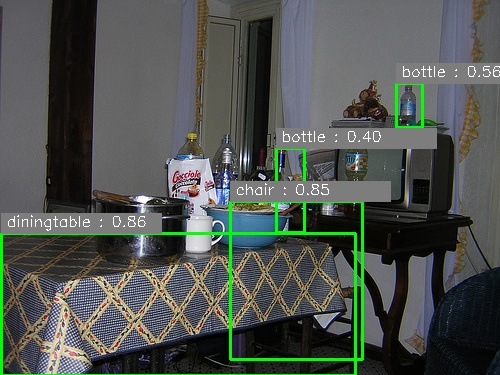 bottle : 0.56
bottle : 0.40
Gocciole
chair : 0.85
diningtable : 0.86